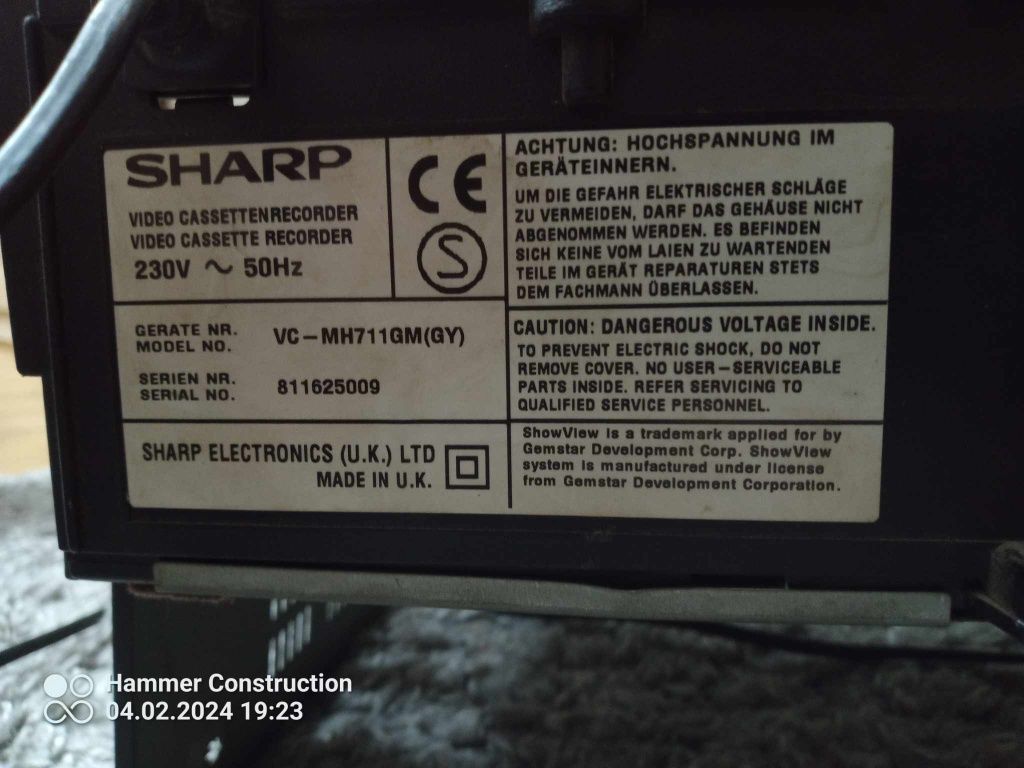 SHARP
VIDEO CASSETTENRECORDER
VIDEO CASSETTE RECORDER
230V ~ 50Hz
CE
S
GERÄTE NR.
MODEL NO.
VC-MH711GM(GY)
SERIEN NR.
SERIAL NO.
811625009
SHARP ELECTRONICS (U.K.) LTD
MADE IN U.K.
ACHTUNG: HOCHSPANNUNG IM
GERÄTEINNERN.
UM DIE GEFAHR ELEKTRISCHER SCHLÄGE
ZU VERMEIDEN, DARF DAS GEHÄUSE NICHT
ABGENOMMEN WERDEN. ES BEFINDEN
SICH KEINE VOM LAIEN ZU WARTENDEN
TEILE IM GERÄT REPARATUREN STETS
DEM FACHMANN ÜBERLASSEN.
CAUTION: DANGEROUS VOLTAGE INSIDE.
TO PREVENT ELECTRIC SHOCK, DO NOT
REMOVE COVER. NO USER-SERVICEABLE
PARTS INSIDE. REFER SERVICING TO
QUALIFIED SERVICE PERSONNEL.
ShowView is a trademark applied for by
Gemstar Development Corp. ShowView
system is manufactured under license
from Gemstar Development Corporation.
Hammer Construction
04.02.2024 19:23